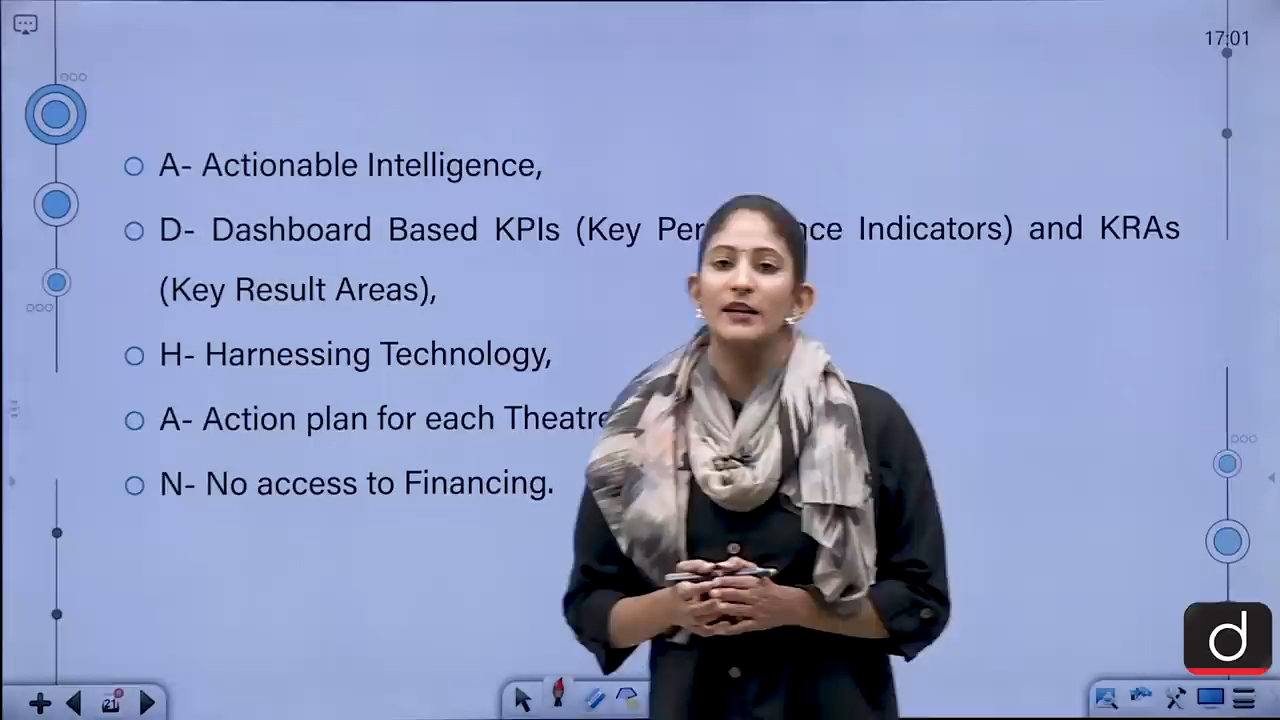 17:01
A- Actionable Intelligence,
D- Dashboard Based KPIs (Key Per nce Indicators) and KRAs
(Key Result Areas),
H- Harnessing Technology,
A- Action plan for each Theatre
N- No access to Financing.
21
d